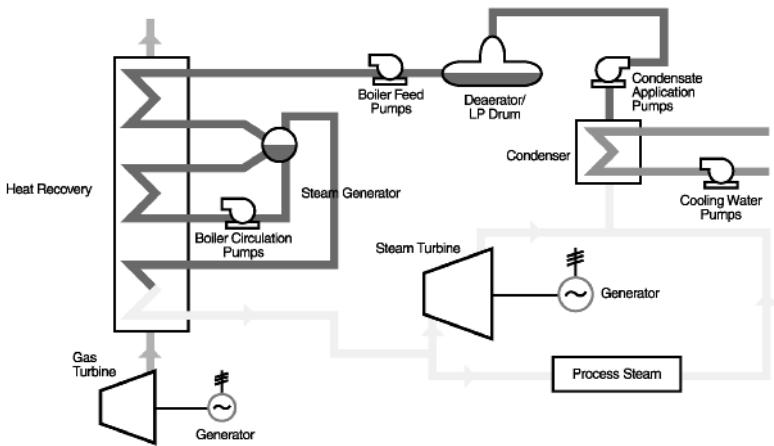 Boiler Feed
Pumps
Deaerator/
LP Drum
Condensate
Application
Pumps
Condenser
Cooling Water
Pumps
Heat Recovery
Steam Generator
Boiler Circulation
Pumps
Steam Turbine
Generator
Gas
Turbine
Process Steam
Generator